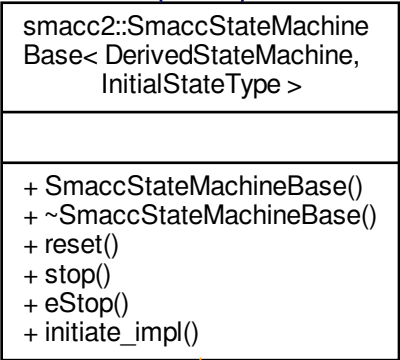 smacc2::SmaccStateMachine
Base< DerivedStateMachine,
InitialStateType >
+ SmaccStateMachineBase()
+ ~SmaccStateMachineBase()
+ reset()
+ stop()
+ eStop()
+ initiate_impl()